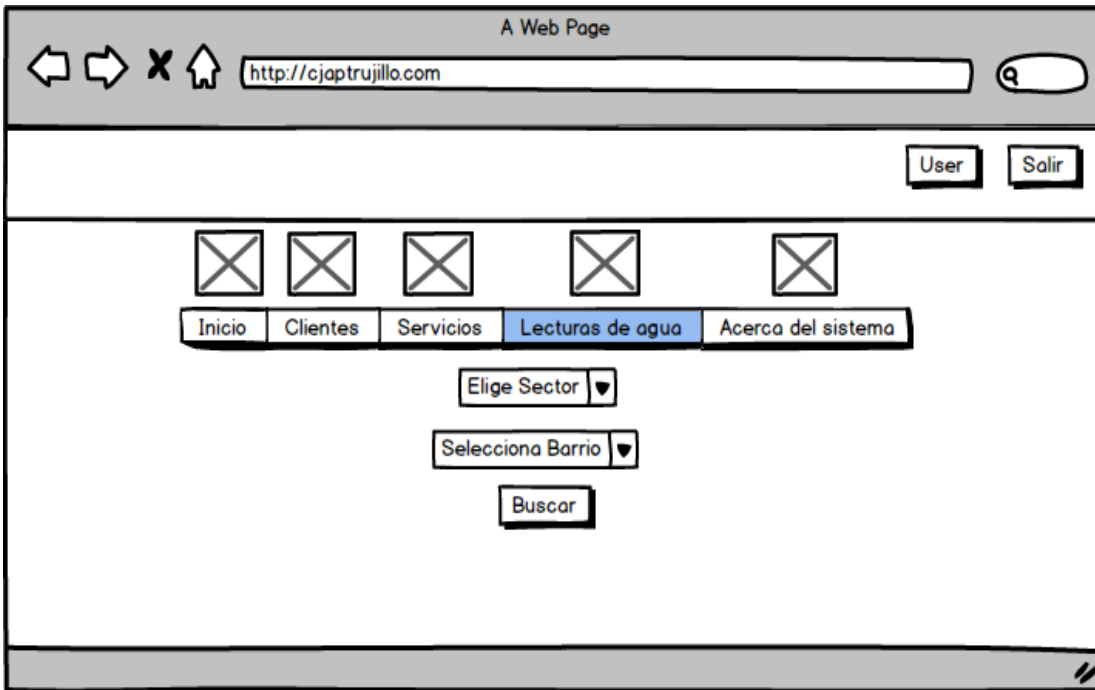 A Web Page
http://cjaptrujillo.com
User Salir
Inicio Clientes Servicios Lecturas de agua Acerca del sistema
Elige Sector
Selecciona Barrio
Buscar